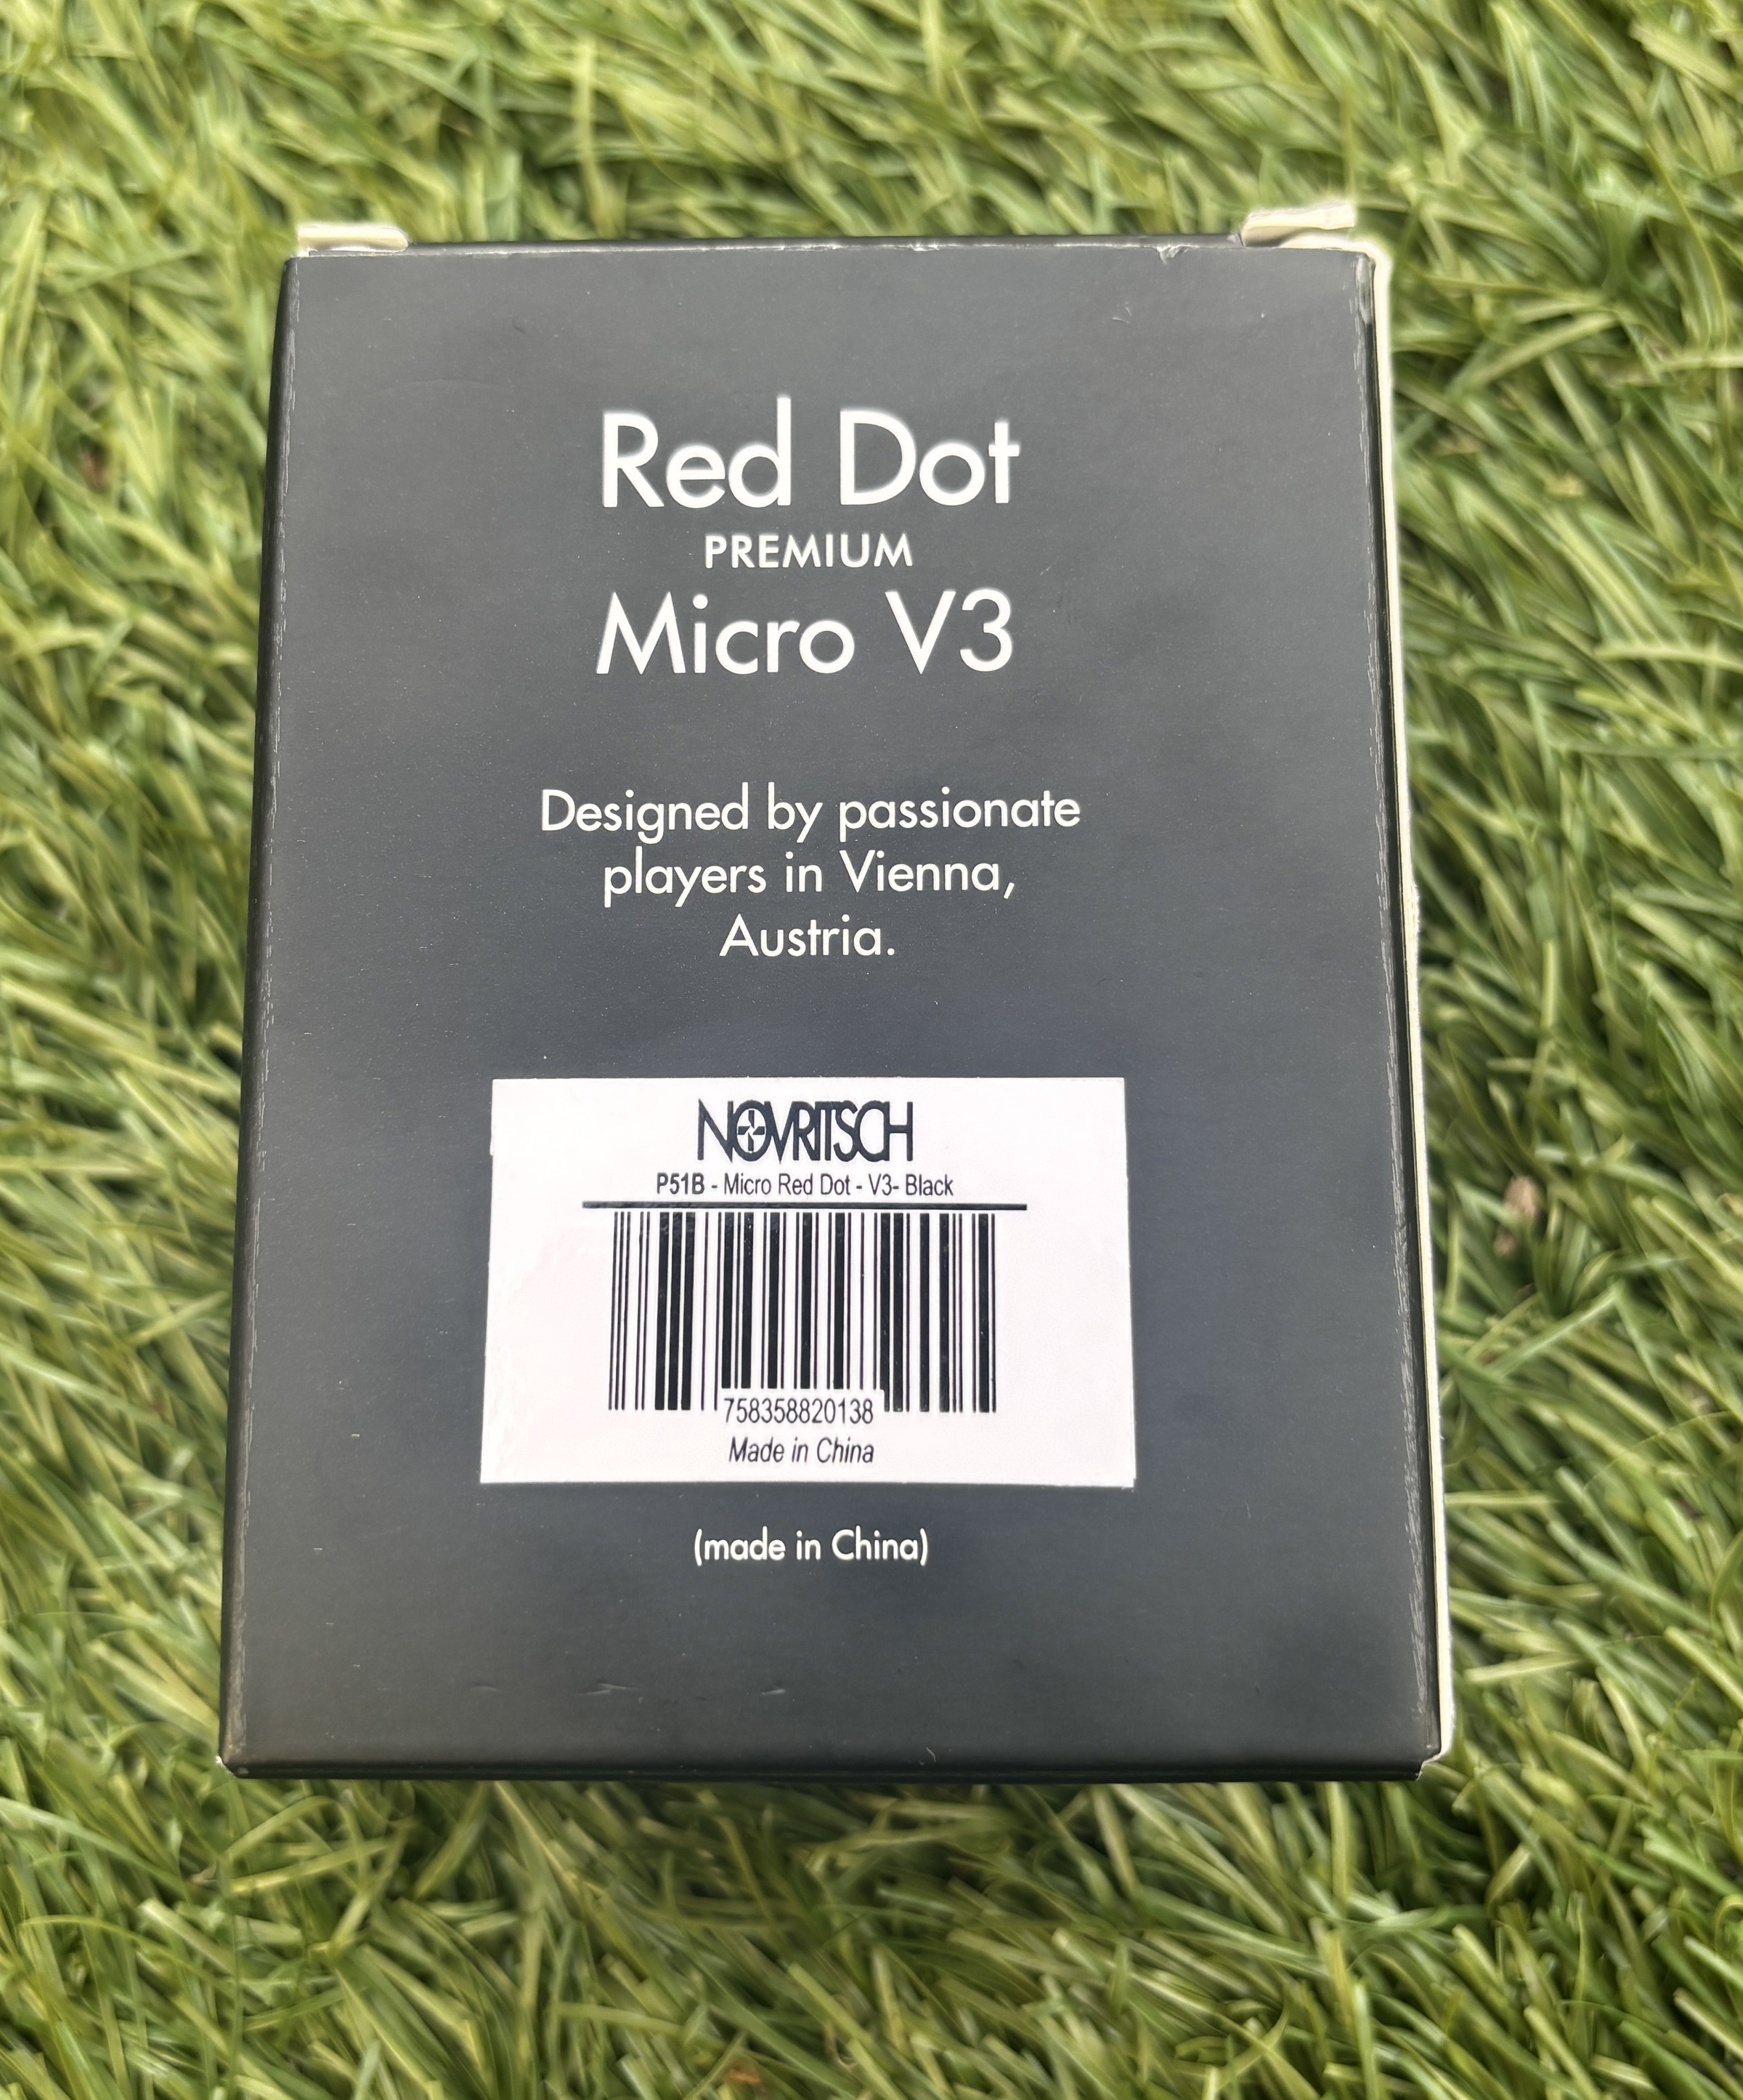 Red Dot
PREMIUM
Micro V3
Designed by passionate
players in Vienna,
Austria.
NOVRITSCH
P51B - Micro Red Dot - V3- Black
758358820138
Made in China
(made in China)